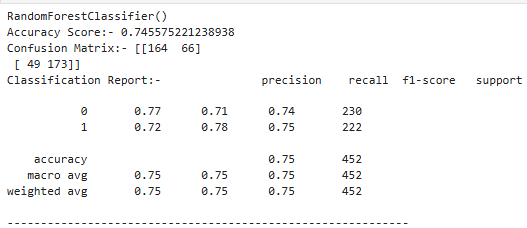 RandomForestClassifier()
Accuracy Score:- 0.745575221238938
Confusion Matrix:- [[164  66]
 [ 49 173]]
Classification Report:-               precision    recall  f1-score   support

           0       0.77      0.71      0.74       230
           1       0.72      0.78      0.75       222

    accuracy                           0.75       452
   macro avg       0.75      0.75      0.75       452
weighted avg       0.75      0.75      0.75       452

------------------------------------------------------------